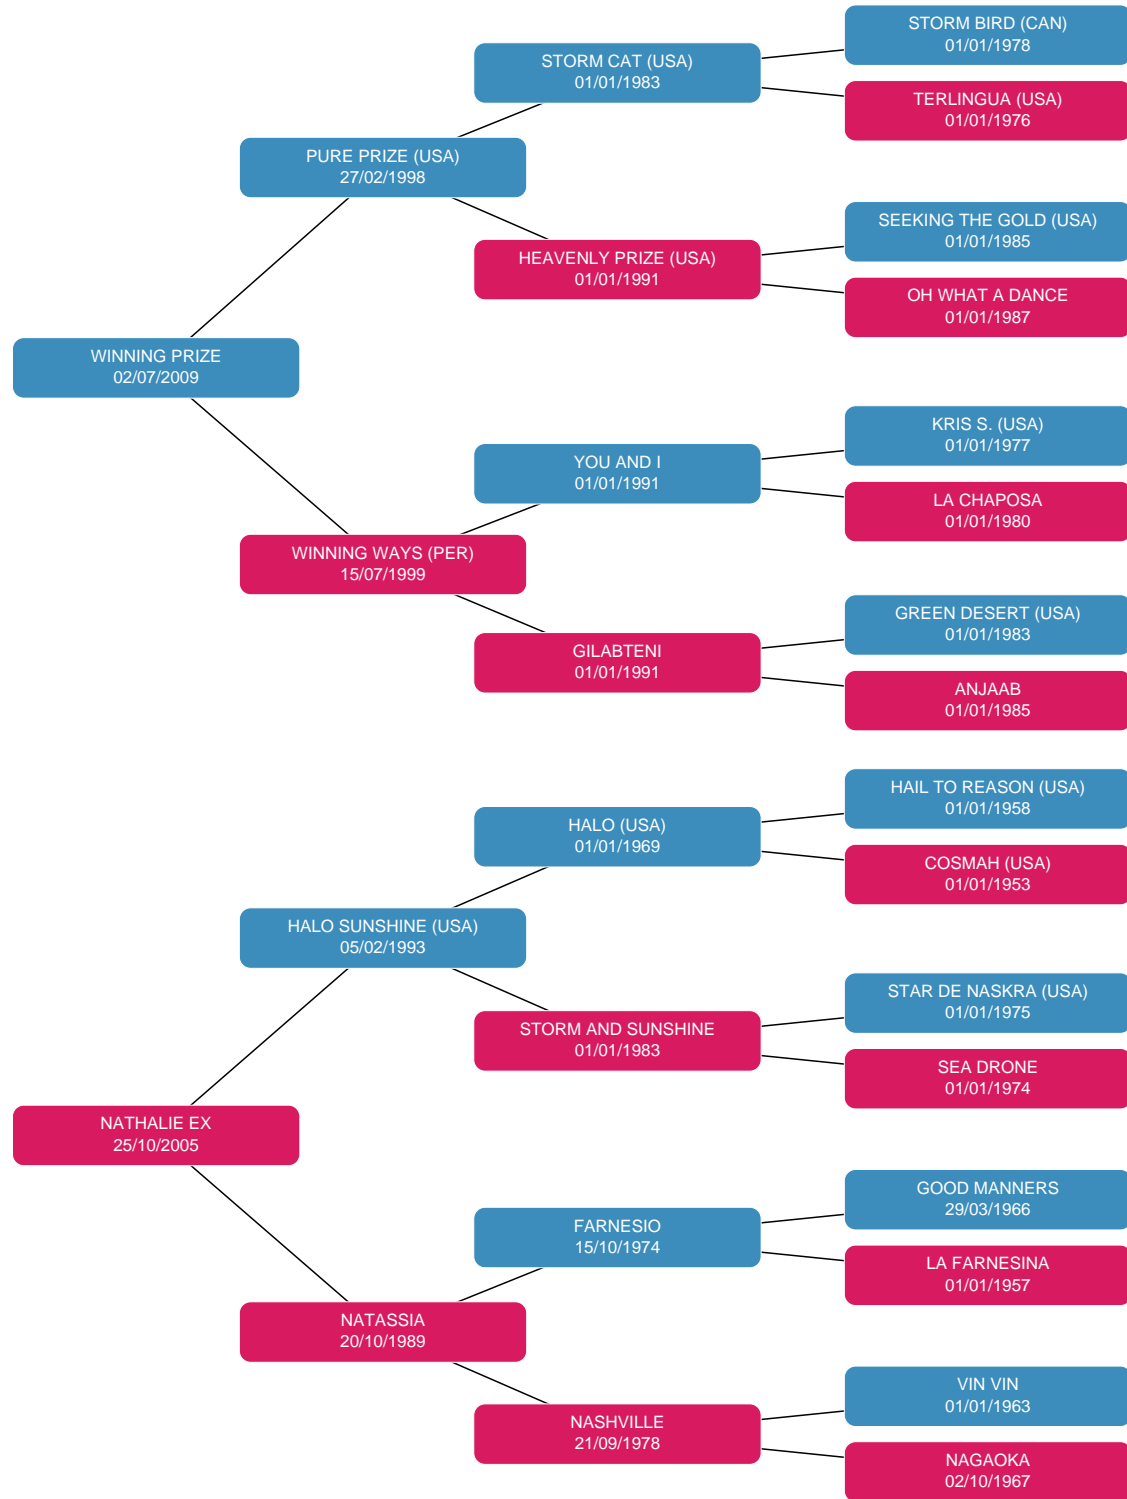 STORM BIRD (CAN)
01/01/1978
STORM CAT (USA)
01/01/1983
TERLINGUA (USA)
01/01/1976
PURE PRIZE (USA)
27/02/1998
SEEKING THE GOLD (USA)
01/01/1985
HEAVENLY PRIZE (USA)
01/01/1991
OH WHAT A DANCE
01/01/1987
WINNING PRIZE
02/07/2009
KRIS S. (USA)
01/01/1977
YOU AND I
01/01/1991
LA CHAPOSA
01/01/1980
WINNING WAYS (PER)
15/07/1999
GREEN DESERT (USA)
01/01/1983
GILABTENI
01/01/1991
ANJAAB
01/01/1985
HAIL TO REASON (USA)
01/01/1958
HALO (USA)
01/01/1969
COSMAH (USA)
01/01/1953
HALO SUNSHINE (USA)
05/02/1993
STAR DE NASKRA (USA)
01/01/1975
STORM AND SUNSHINE
01/01/1983
SEA DRONE
01/01/1974
NATHALIE EX
25/10/2005
GOOD MANNERS
29/03/1966
FARNESIO
15/10/1974
LA FARNESINA
01/01/1957
NATASSIA
20/10/1989
VIN VIN
01/01/1963
NASHVILLE
21/09/1978
NAGAOKA
02/10/1967